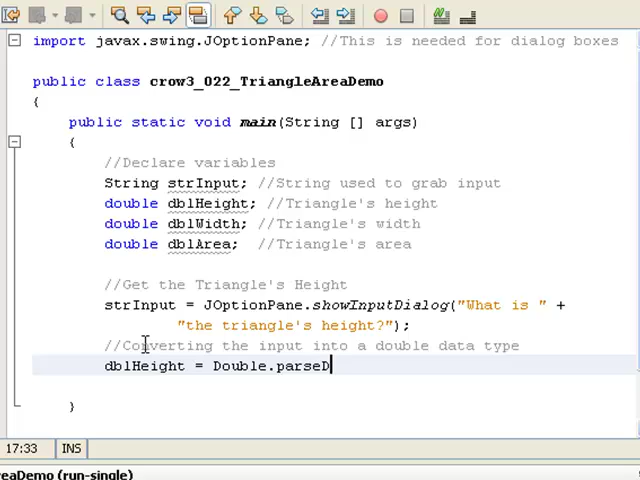 import javax.swing.JOptionPane; //This is needed for dialog boxes
public class crow3_022_TriangleAreaDemo
{
public static void main(String [] args)
{
//Declare variables
String strInput; //String used to grab input
double dblHeight; //Triangle's height
double dblWidth; //Triangle's width
double dblArea; //Triangle's area
//Get the Triangle's Height
strInput = JOptionPane.showInputDialog("What is " +
"the triangle's height?");
//Converting the input into a double data type
dblHeight = Double.parseD
}
17:33 INS
reaDemo (run-single)